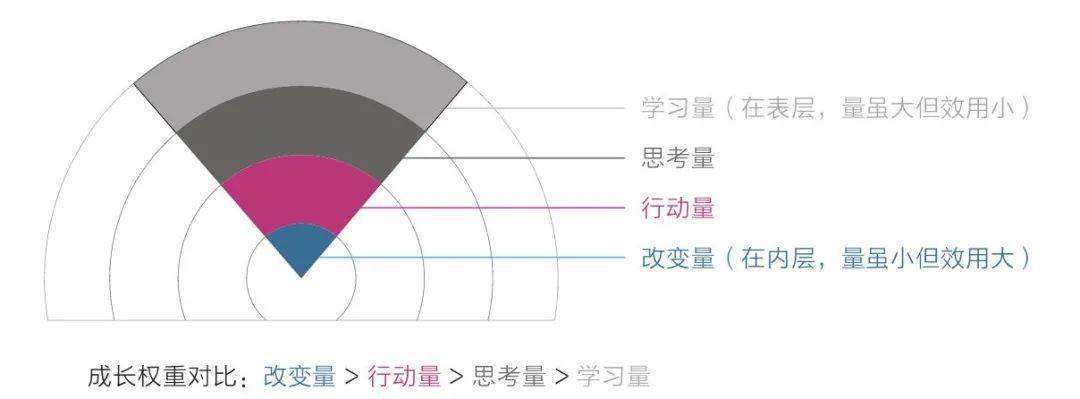 学习量（在表层，量虽大但效用小）
思考量
行动量
改变量（在内层，量虽小但效用大）
成长权重对比：改变量 > 行动量 > 思考量 > 学习量